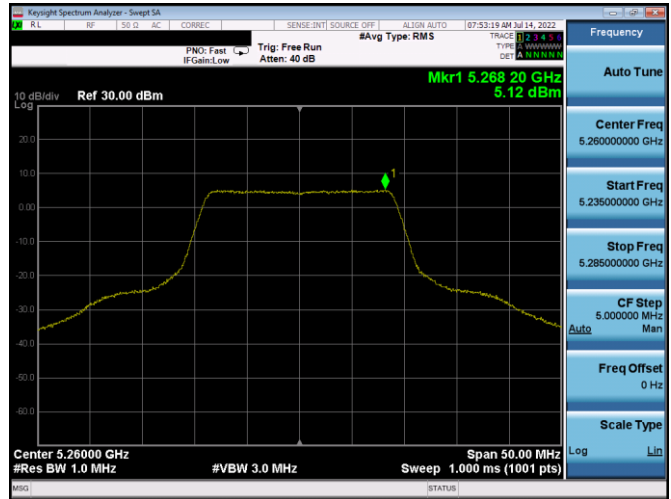 Keysight Spectrum Analyzer - Swept SA
RL RF 50 Ω AC CORREC SENSE:INT SOURCE OFF ALIGN AUTO 07:53:19 AM Jul 14, 2022
#Avg Type: RMS
TRACE 1 2 3 4 5 6
PNO: Fast Trig: Free Run TYPE A WWWWW
IFGain:Low Atten: 40 dB DET A N N N N N
Mkr1 5.268 20 GHz
5.12 dBm
10 dB/div Ref 30.00 dBm
Log
20.0
10.0
1
0.00
-10.0
-20.0
-30.0
-40.0
-50.0
-60.0
Center 5.26000 GHz Span 50.00 MHz
#Res BW 1.0 MHz #VBW 3.0 MHz Sweep 1.000 ms (1001 pts)
MSG STATUS
Frequency
Auto Tune
Center Freq
5.260000000 GHz
Start Freq
5.235000000 GHz
Stop Freq
5.285000000 GHz
CF Step
5.000000 MHz
Auto Man
Freq Offset
0 Hz
Scale Type
Log Lin